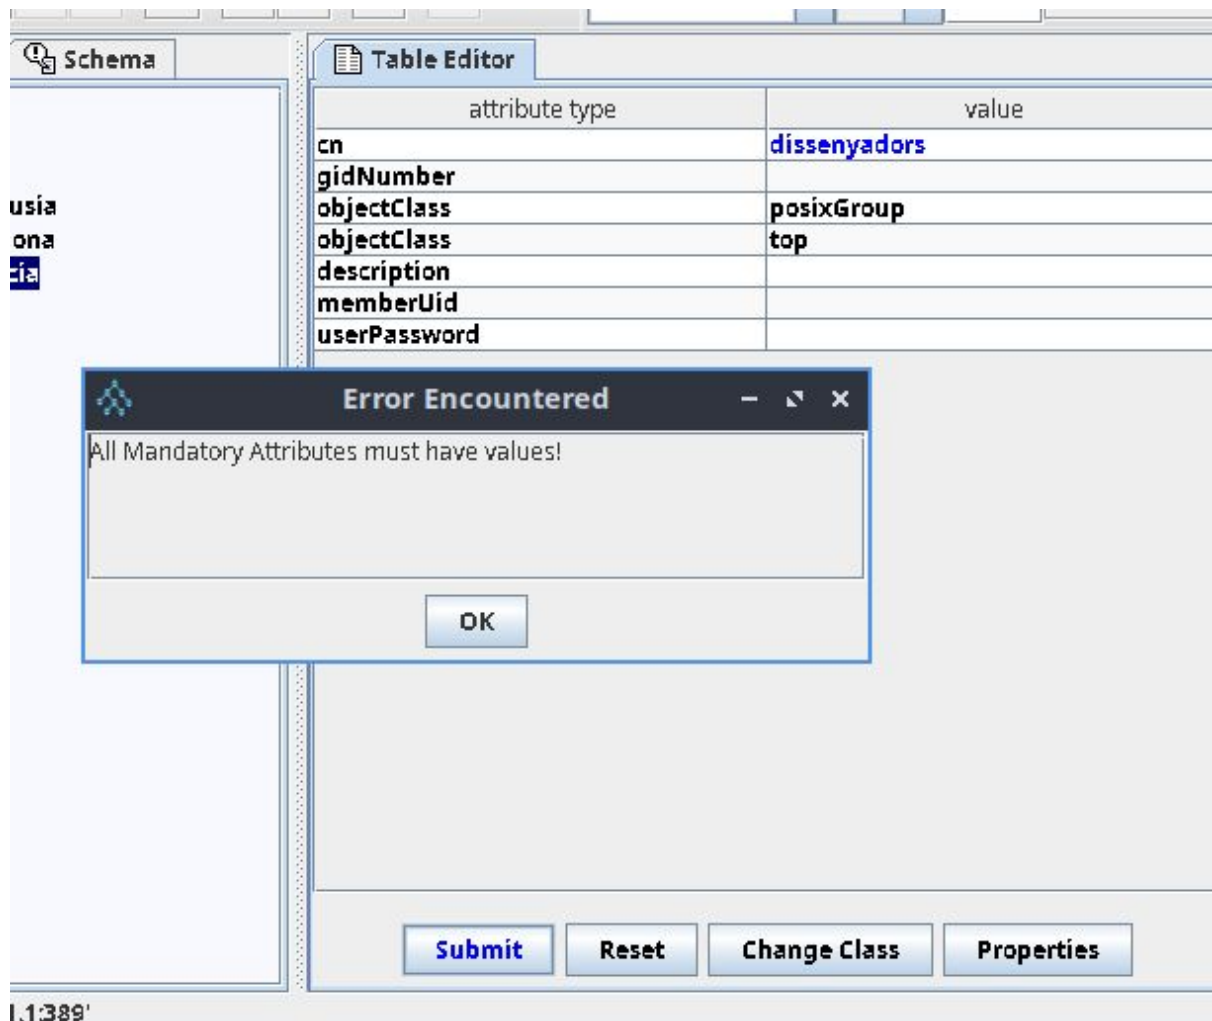 Schema
Table Editor
attribute type value
cn dissenyadors
gidNumber
usia
objectClass posixGroup
ona
objectClass top
cia
description
memberUid
userPassword
Error Encountered
All Mandatory Attributes must have values!
OK
Submit Reset Change Class Properties
.1:389'